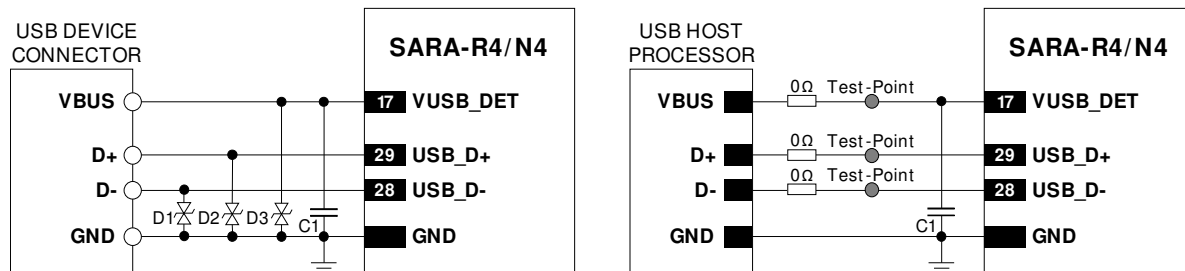 USB DEVICE
CONNECTOR
SARA-R4/N4
VBUS
17 VUSB_DET
D+
29 USB_D+
D-
28 USB_D-
D1 D2 D3 C1
GND
GND
USB HOST
PROCESSOR
SARA-R4/N4
VBUS
0Ω Test-Point
17 VUSB_DET
D+
0Ω Test-Point
29 USB_D+
D-
0Ω Test-Point
28 USB_D-
C1
GND
GND